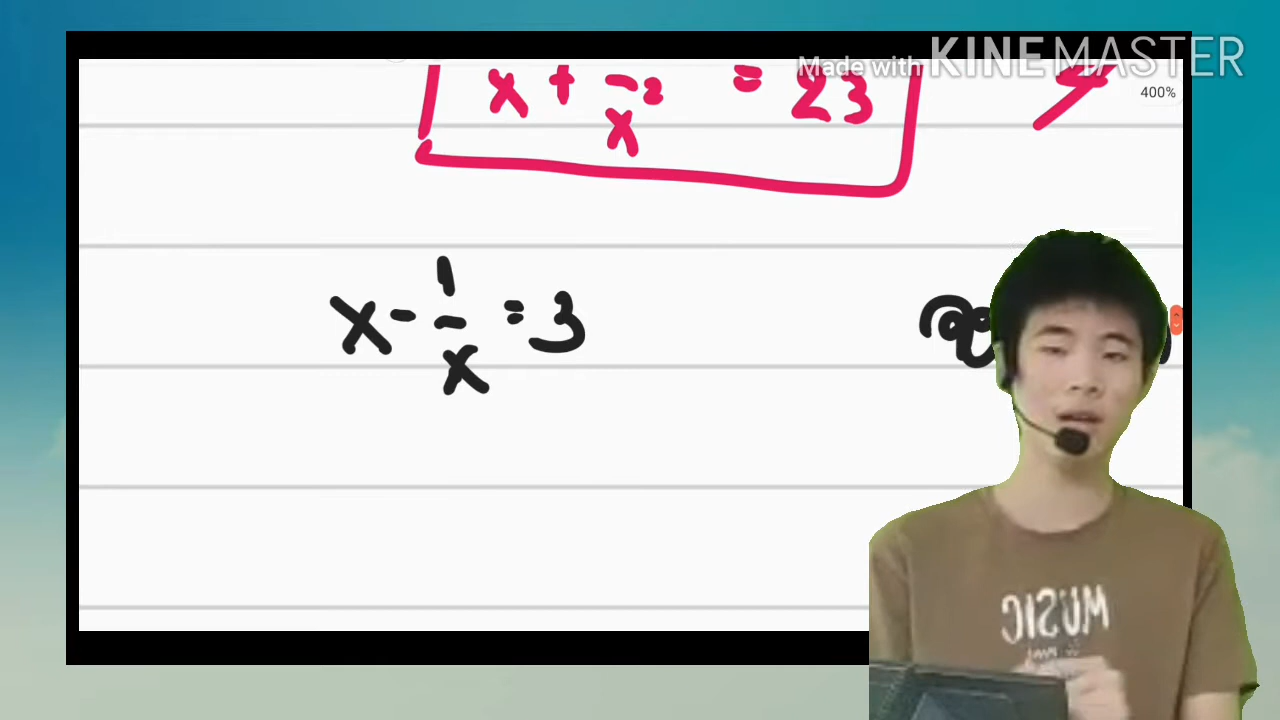 Made with KINEMASTER
400%
x + 1/x² = 23
x - 1/x = 3
MUSIC